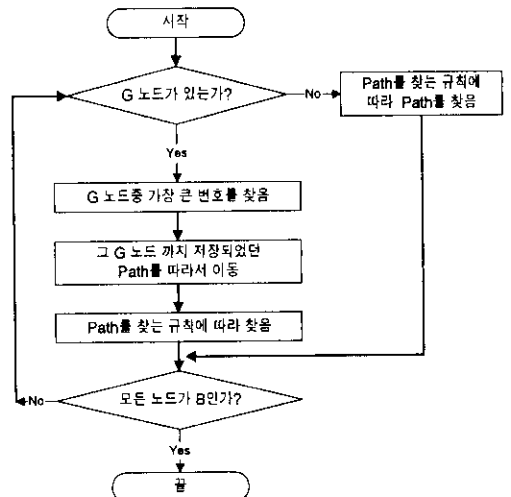 시작
G 노드가 있는가?
No
Path를 찾는 규칙에
따라 Path를 찾음
Yes
G 노드중 가장 큰 번호를 찾음
그 G 노드 까지 저장되었던
Path를 따라서 이동
Path를 찾는 규칙에 따라 찾음
모든 노드가 B인가?
No
Yes
끝